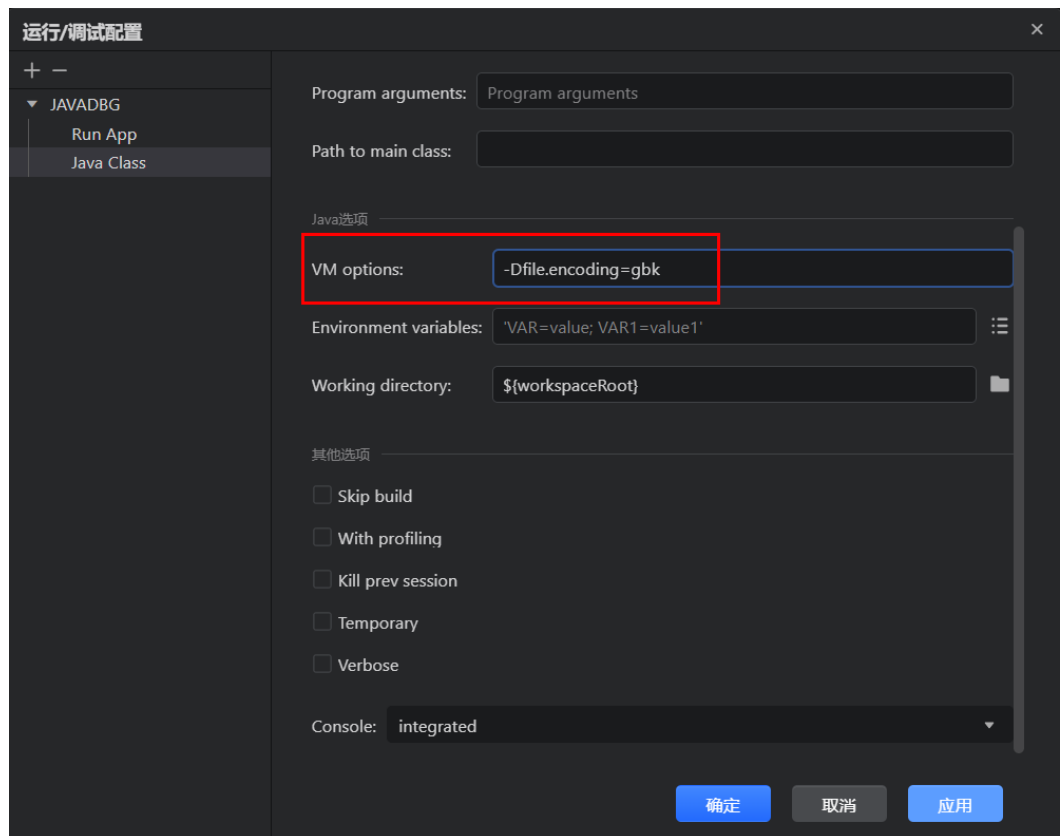 运行/调试配置
JAVADBG
Run App
Java Class
Program arguments: Program arguments
Path to main class:
Java选项
VM options: -Dfile.encoding=gbk
Environment variables: 'VAR=value; VAR1=value1'
Working directory: ${workspaceRoot}
其他选项
Skip build
With profiling
Kill prev session
Temporary
Verbose
Console: integrated
确定 取消 应用